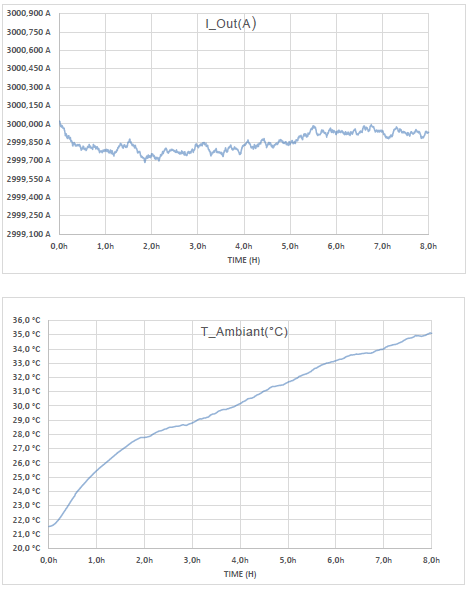 I_Out(A)
3000,900 A
3000,750 A
3000,600 A
3000,450 A
3000,300 A
3000,150 A
3000,000 A
2999,850 A
2999,700 A
2999,550 A
2999,400 A
2999,250 A
2999,100 A
0,0h 1,0h 2,0h 3,0h 4,0h 5,0h 6,0h 7,0h 8,0h
TIME (H)
T_Ambiant(°C)
36,0 °C
35,0 °C
34,0 °C
33,0 °C
32,0 °C
31,0 °C
30,0 °C
29,0 °C
28,0 °C
27,0 °C
26,0 °C
25,0 °C
24,0 °C
23,0 °C
22,0 °C
21,0 °C
20,0 °C
0,0h 1,0h 2,0h 3,0h 4,0h 5,0h 6,0h 7,0h 8,0h
TIME (H)